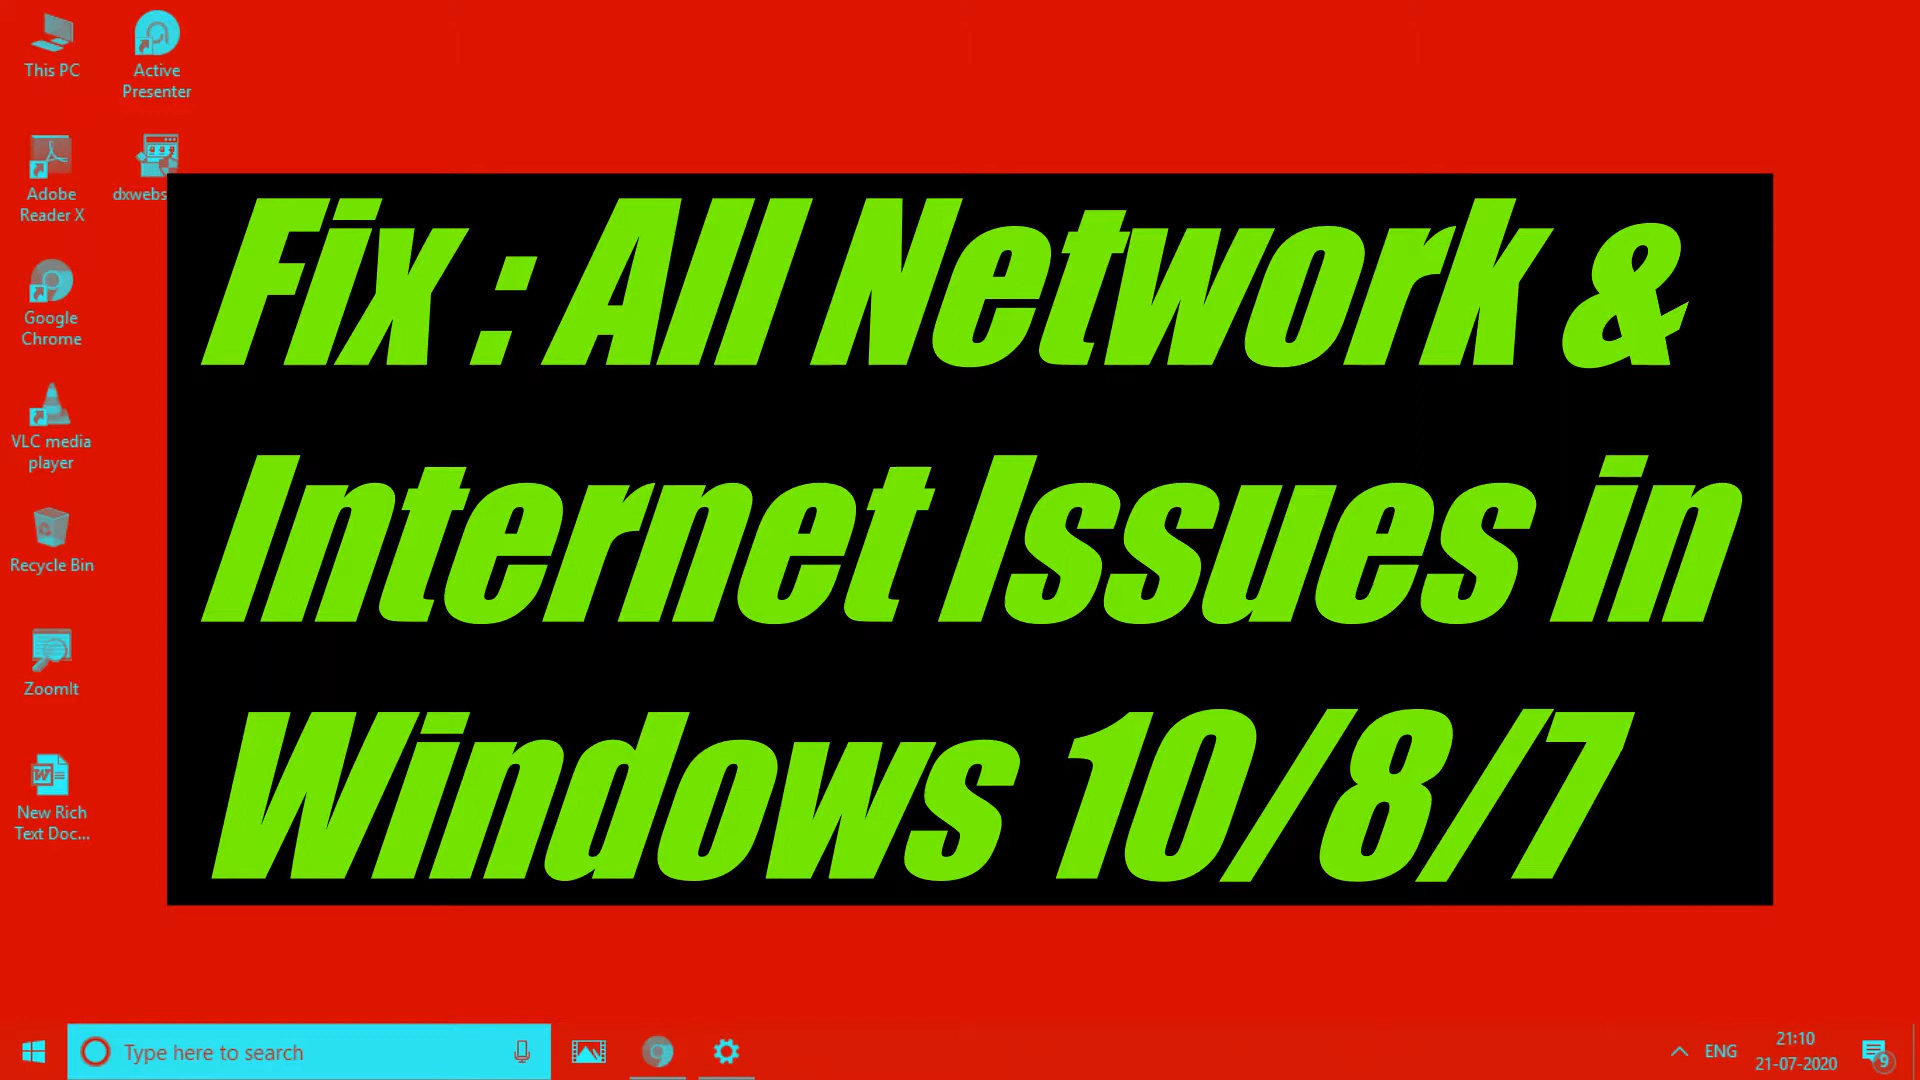 This PC
Active
Presenter
Adobe
Reader X
dxwebs
Google
Chrome
VLC media
player
Recycle Bin
ZoomIt
New Rich
Text Doc...
Fix : All Network &
Internet Issues in
Windows 10/8/7
Type here to search
ENG
21:10
21-07-2020
9